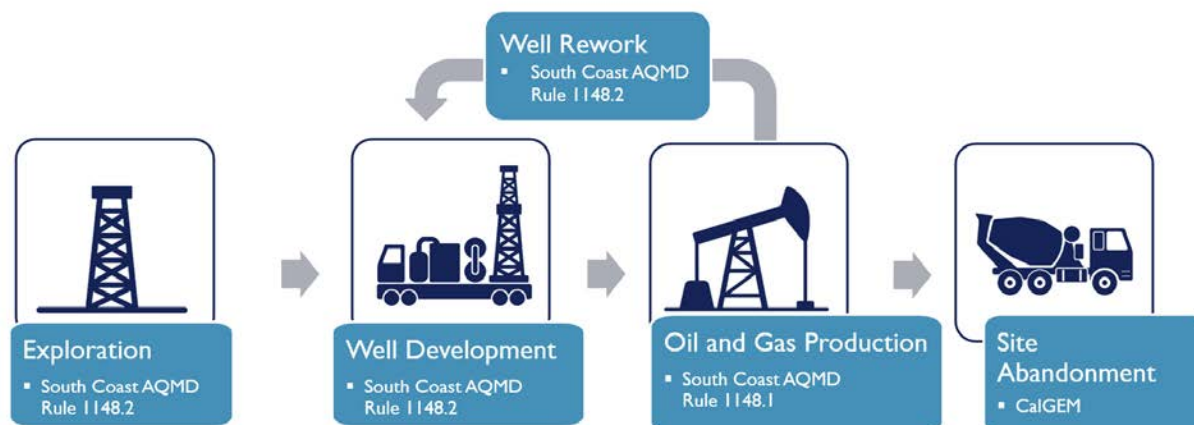 Well Rework
▪ South Coast AQMD
Rule 1148.2
Exploration
▪ South Coast AQMD
Rule 1148.2
Well Development
▪ South Coast AQMD
Rule 1148.2
Oil and Gas Production
▪ South Coast AQMD
Rule 1148.1
Site
Abandonment
▪ CalGEM